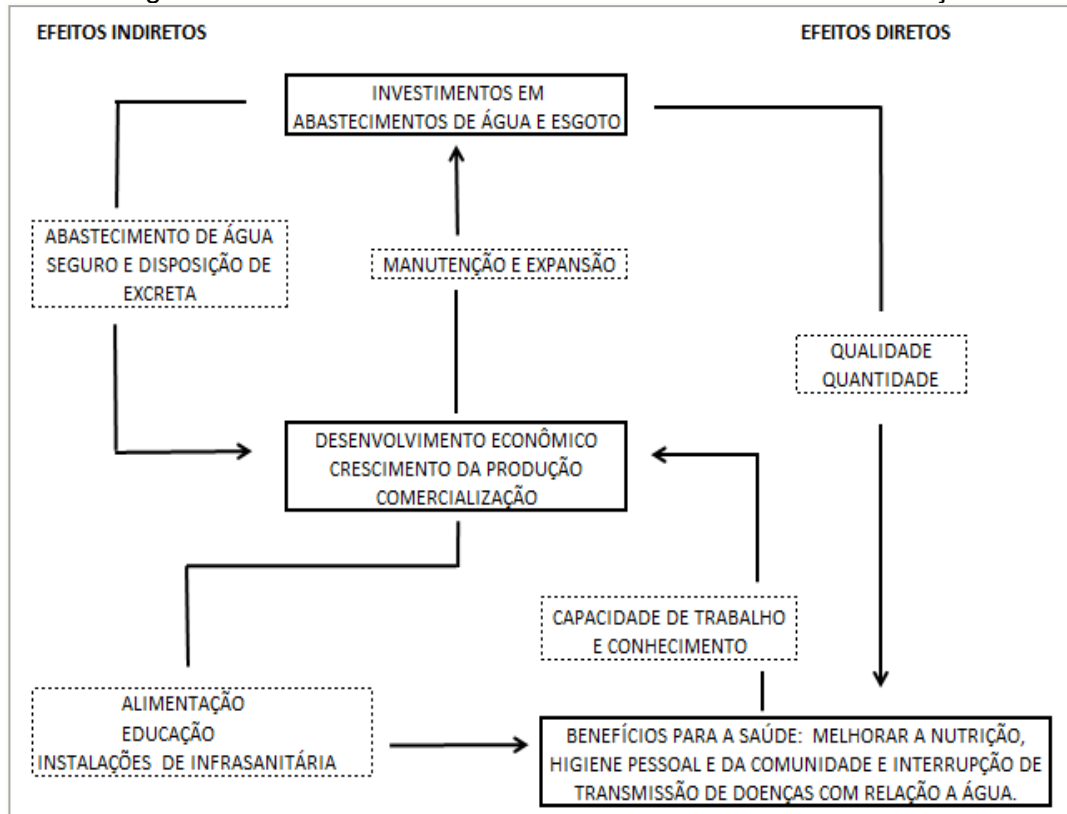 EFEITOS INDIRETOS
EFEITOS DIRETOS
INVESTIMENTOS EM
ABASTECIMENTOS DE ÁGUA E ESGOTO
ABASTECIMENTO DE ÁGUA
SEGURO E DISPOSIÇÃO DE
EXCRETA
MANUTENÇÃO E EXPANSÃO
QUALIDADE
QUANTIDADE
DESENVOLVIMENTO ECONÔMICO
CRESCIMENTO DA PRODUÇÃO
COMERCIALIZAÇÃO
CAPACIDADE DE TRABALHO
E CONHECIMENTO
ALIMENTAÇÃO
EDUCAÇÃO
INSTALAÇÕES DE INFRASANITÁRIA
BENEFÍCIOS PARA A SAÚDE: MELHORAR A NUTRIÇÃO,
HIGIENE PESSOAL E DA COMUNIDADE E INTERRUPÇÃO DE
TRANSMISSÃO DE DOENÇAS COM RELAÇÃO A ÁGUA.